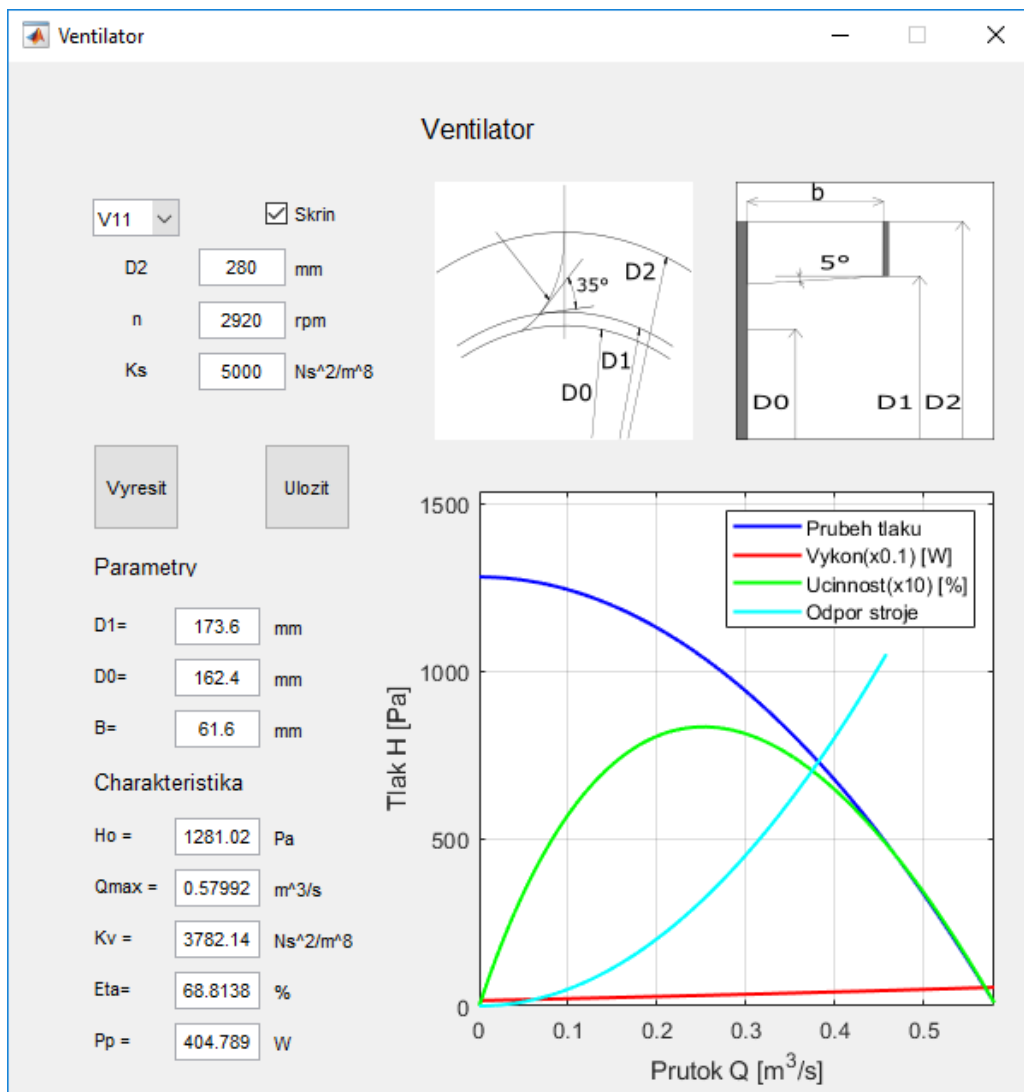 Ventilator
Ventilator
V11
Skrin
D2 280 mm
n 2920 rpm
Ks 5000 Ns^2/m^8
Vyresit
Ulozit
D2
35°
D1
D0
b
5°
D0 D1 D2
Parametry
D1= 173.6 mm
D0= 162.4 mm
B= 61.6 mm
Charakteristika
Ho = 1281.02 Pa
Qmax = 0.57992 m^3/s
Kv = 3782.14 Ns^2/m^8
Eta= 68.8138 %
Pp = 404.789 W
Prubeh tlaku
Vykon(x0.1) [W]
Ucinnost(x10) [%]
Odpor stroje
Tlak H [Pa]
1500
1000
500
0
0 0.1 0.2 0.3 0.4 0.5
Prutok Q [m³/s]